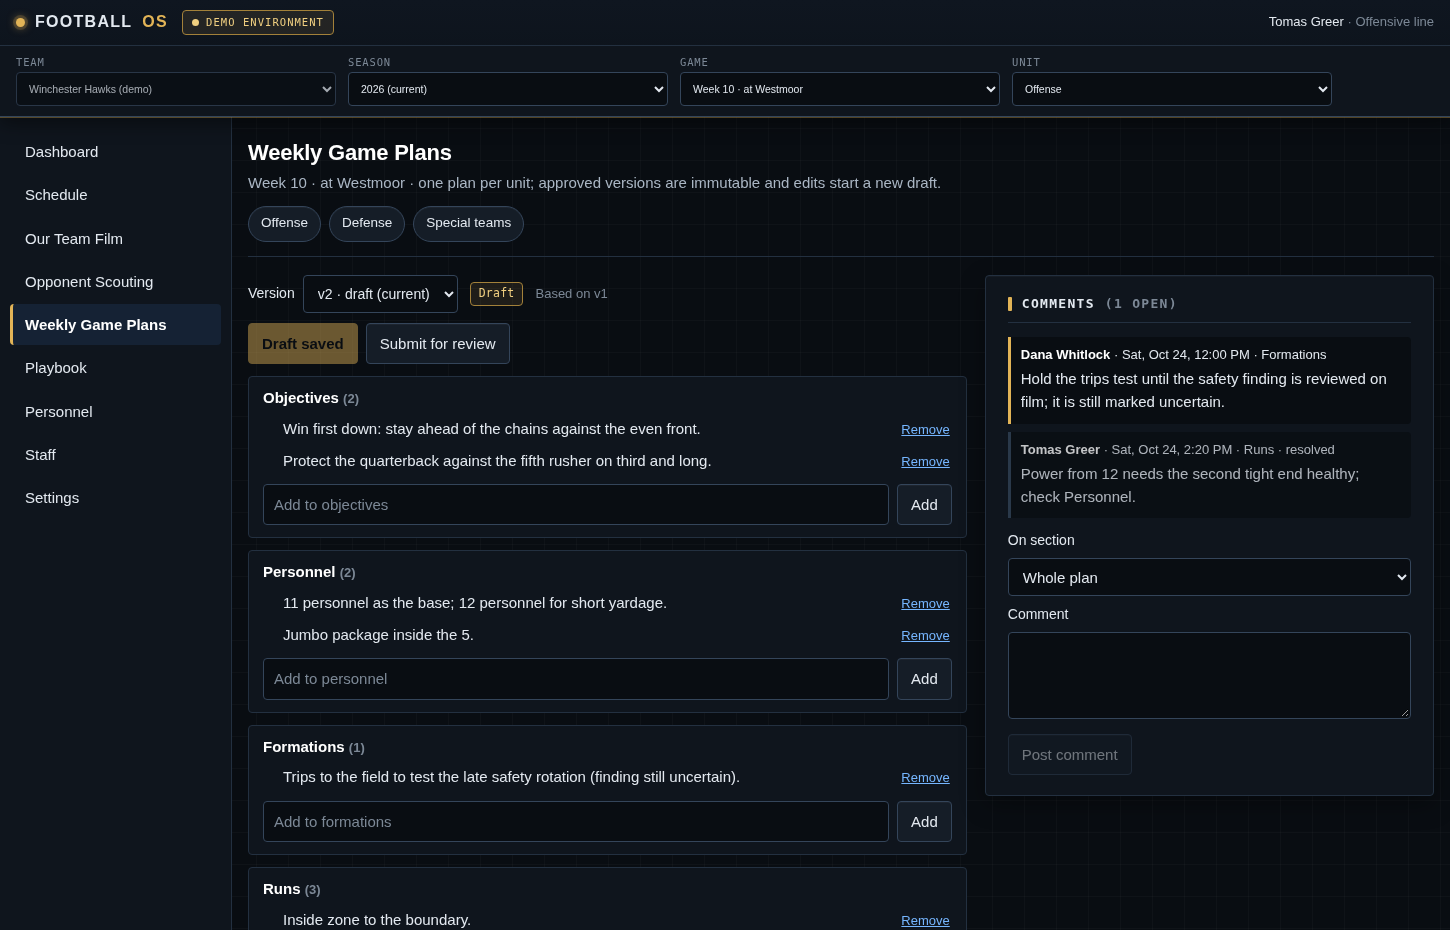 FOOTBALL OS
DEMO ENVIRONMENT
Tomas Greer · Offensive line
TEAM
SEASON
GAME
UNIT
Winchester Hawks (demo)
2026 (current)
Week 10 · at Westmoor
Offense
Dashboard
Schedule
Our Team Film
Opponent Scouting
Weekly Game Plans
Playbook
Personnel
Staff
Settings
Weekly Game Plans
Week 10 · at Westmoor · one plan per unit; approved versions are immutable and edits start a new draft.
Offense
Defense
Special teams
Version
v2 · draft (current)
Draft
Based on v1
Draft saved
Submit for review
Objectives (2)
Win first down: stay ahead of the chains against the even front.
Remove
Protect the quarterback against the fifth rusher on third and long.
Remove
Add to objectives
Add
Personnel (2)
11 personnel as the base; 12 personnel for short yardage.
Remove
Jumbo package inside the 5.
Remove
Add to personnel
Add
Formations (1)
Trips to the field to test the late safety rotation (finding still uncertain).
Remove
Add to formations
Add
Runs (3)
Inside zone to the boundary.
Remove
COMMENTS (1 OPEN)
Dana Whitlock · Sat, Oct 24, 12:00 PM · Formations
Hold the trips test until the safety finding is reviewed on
film; it is still marked uncertain.
Tomas Greer · Sat, Oct 24, 2:20 PM · Runs · resolved
Power from 12 needs the second tight end healthy;
check Personnel.
On section
Whole plan
Comment
Post comment